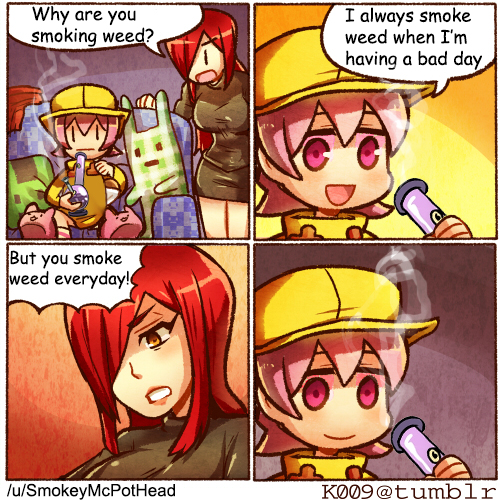 Why are you
smoking weed?
I always smoke
weed when I'm
having a bad day
But you smoke
weed everyday!
/u/SmokeyMcPotHead
K009@tumblr